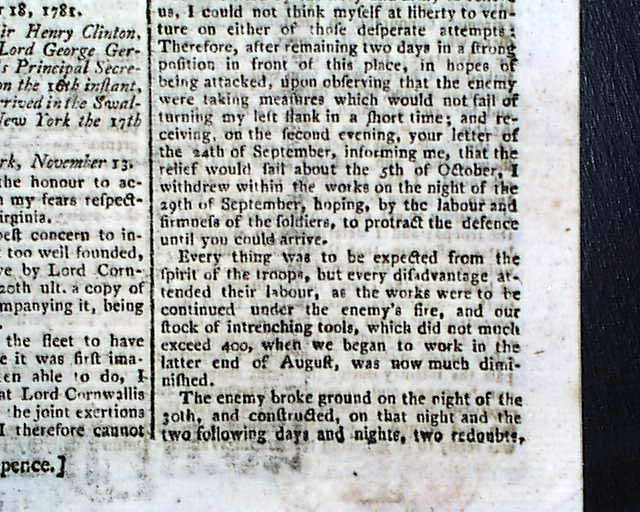 18, 1781.
ir Henry Clinton,
Lord George Ger-
s Principal Secre-
on the 16th inſtant,
rrived in the Swal-
New York the 17th
rk, November 13.
the honour to ac-
my fears reſpect-
irginia.
beſt concern to in-
too well founded,
ve by Lord Corn-
20th ult. a copy of
mpanying it, being
the fleet to have
e it was firſt ima-
en able to do, I
at Lord Cornwallis
the joint exertions
I therefore cannot
pence.]
us, I could not think myſelf at liberty to ven-
ture on either of thoſe deſperate attempts:
Therefore, after remaining two days in a ſtrong
poſition in front of this place, in hopes of
being attacked, upon obſerving that the enemy
were taking meaſures which would not fail of
turning my left flank in a ſhort time; and re-
ceiving, on the ſecond evening, your letter of
the 24th of September, informing me, that the
relief would ſail about the 5th of October, I
withdrew within the works on the night of the
29th of September, hoping, by the labour and
firmneſs of the ſoldiers, to protract the defence
until you could arrive.
Every thing was to be expected from the
ſpirit of the troops, but every diſadvantage at-
tended their labour, as the works were to be
continued under the enemy's fire, and our
ſtock of intrenching tools, which did not much
exceed 400, when we began to work in the
latter end of Auguſt, was now much dimi-
niſhed.
The enemy broke ground on the night of the
30th, and conſtructed, on that night and the
two following days and nights, two redoubts,